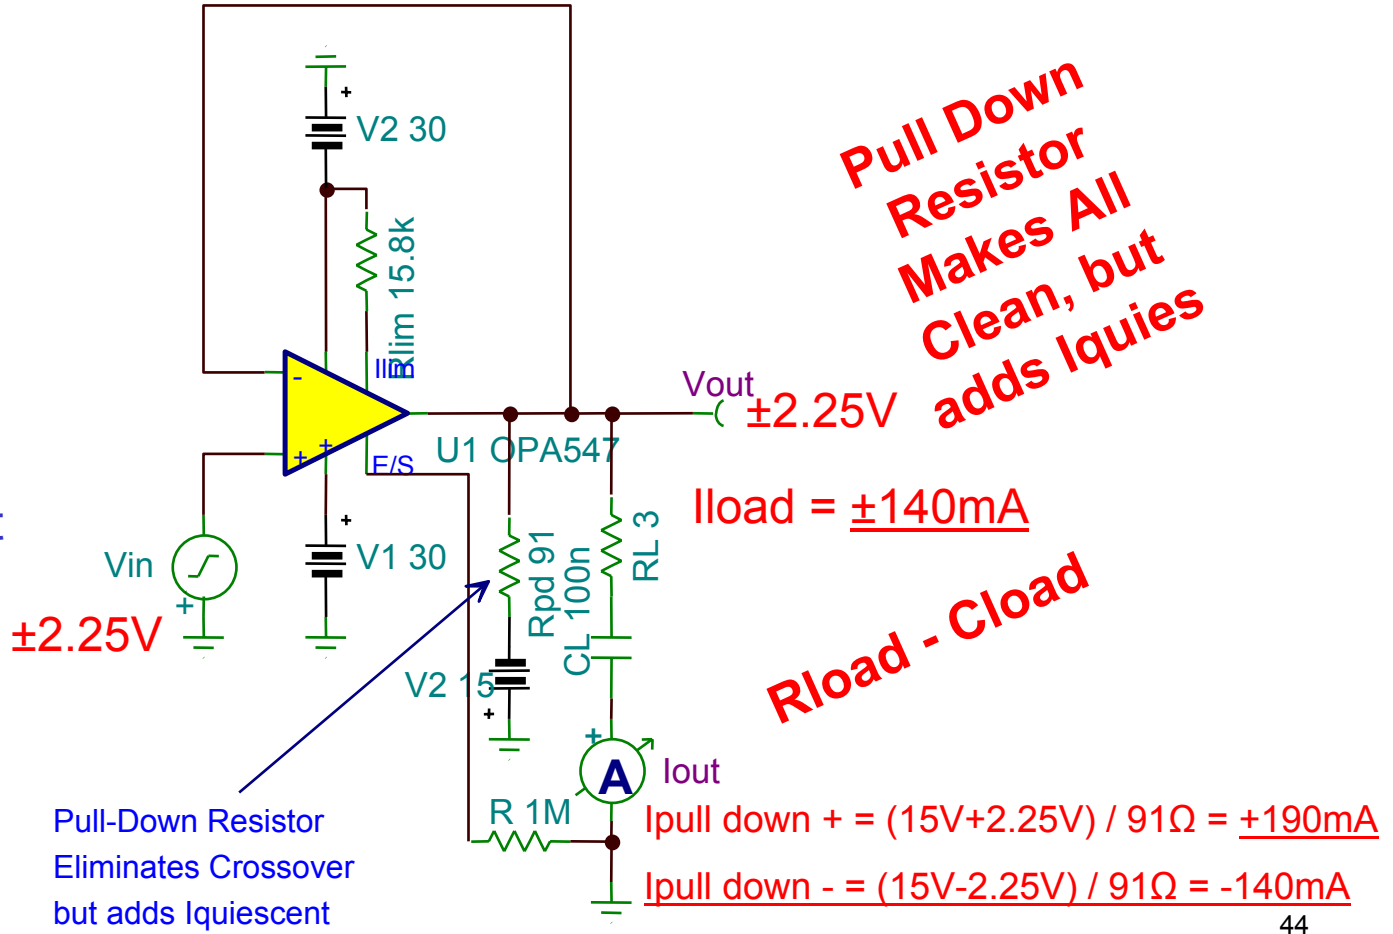 V2 30
Rlim 15.8k
Ilim
-
+
+
E/S
U1 OPA547
Vout
±2.25V
Iload = ±140mA
Pull Down
Resistor
Makes All
Clean, but
adds Iquies
Vin
+
±2.25V
+
V1 30
+
Rpd 91
CL 100n
RL 3
V2 15
+
Rload - Cload
+
A
Iout
R 1M
Pull-Down Resistor
Eliminates Crossover
but adds Iquiescent
Ipull down + = (15V+2.25V) / 91Ω = +190mA
Ipull down - = (15V-2.25V) / 91Ω = -140mA
44